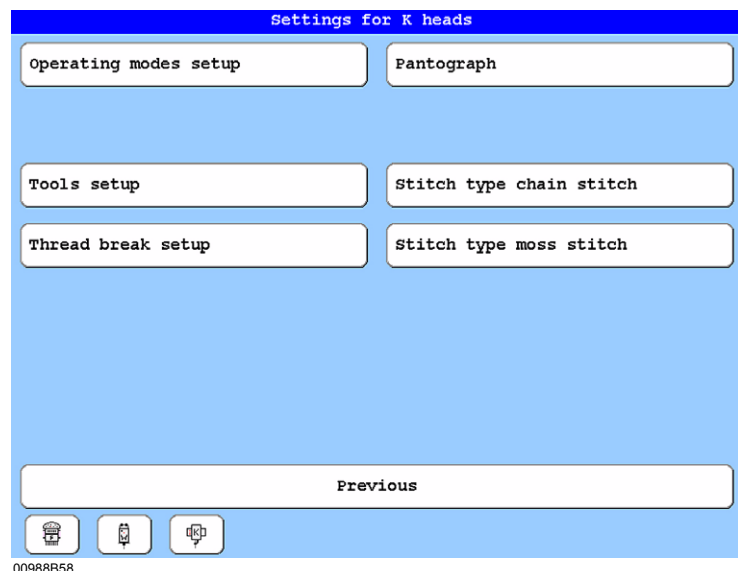 Settings for K heads
Operating modes setup
Pantograph
Tools setup
Stitch type chain stitch
Thread break setup
Stitch type moss stitch
Previous
K
00988B58